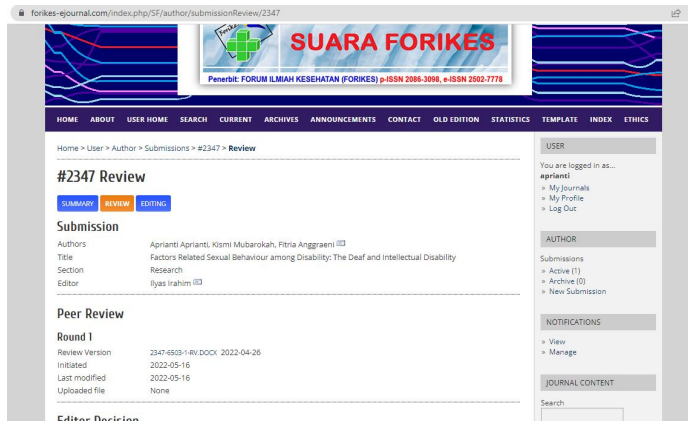 forikes-ejournal.com/index.php/SF/author/submissionReview/2347
Forikes
SUARA FORIKES
Penerbit: FORUM ILMIAH KESEHATAN (FORIKES) p-ISSN 2086-3098, e-ISSN 2502-7778
HOME ABOUT USER HOME SEARCH CURRENT ARCHIVES ANNOUNCEMENTS CONTACT OLD EDITION STATISTICS TEMPLATE INDEX ETHICS
Home > User > Author > Submissions > #2347 > Review
#2347 Review
SUMMARY REVIEW EDITING
Submission
Authors Aprianti Aprianti, Kismi Mubarokah, Fitria Anggraeni
Title Factors Related Sexual Behaviour among Disability: The Deaf and Intellectual Disability
Section Research
Editor Ilyas Irahim
Peer Review
Round 1
Review Version 2347-6503-1-RV.DOCX 2022-04-26
Initiated 2022-05-16
Last modified 2022-05-16
Uploaded file None
Editor Decision
USER
You are logged in as...
aprianti
» My Journals
» My Profile
» Log Out
AUTHOR
Submissions
» Active (1)
» Archive (0)
» New Submission
NOTIFICATIONS
» View
» Manage
JOURNAL CONTENT
Search